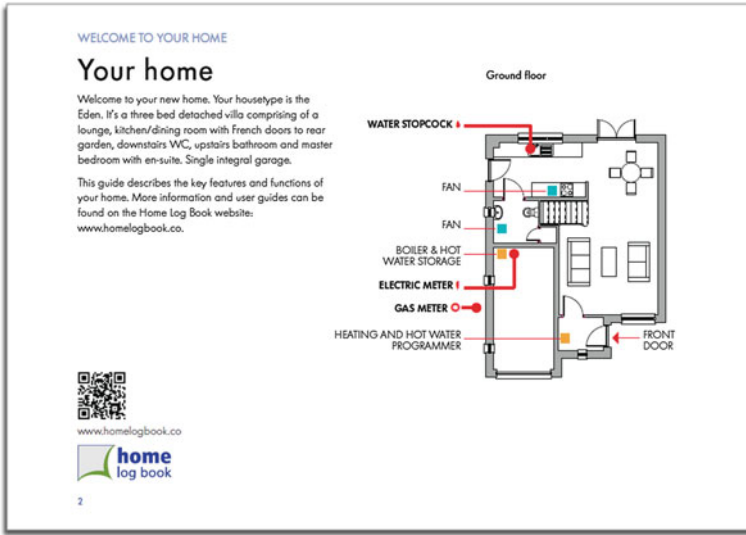 WELCOME TO YOUR HOME
Your home
Welcome to your new home. Your housetype is the
Eden. It's a three bed detached villa comprising of a
lounge, kitchen/dining room with French doors to rear
garden, downstairs WC, upstairs bathroom and master
bedroom with en-suite. Single integral garage.
This guide describes the key features and functions of
your home. More information and user guides can be
found on the Home Log Book website:
www.homelogbook.co.
www.homelogbook.co
home
log book
2
Ground floor
WATER STOPCOCK
FAN
FAN
BOILER & HOT
WATER STORAGE
ELECTRIC METER
GAS METER
HEATING AND HOT WATER
PROGRAMMER
FRONT
DOOR